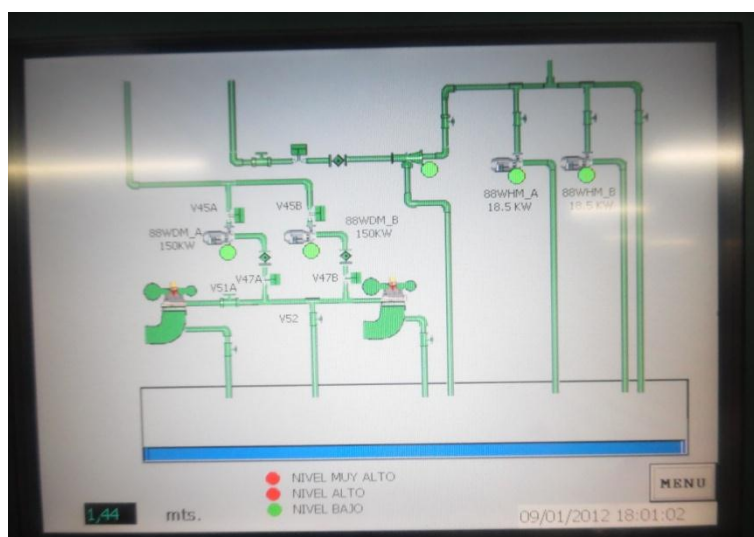 V45A
V45B
88WDM_A
150KW
88WDM_B
150KW
88WHM_A
18.5 KW
88WHM_B
18.5 KW
V47A
V47B
V51A
V52
NIVEL MUY ALTO
NIVEL ALTO
NIVEL BAJO
MENU
1,44 mts.
09/01/2012 18:01:02